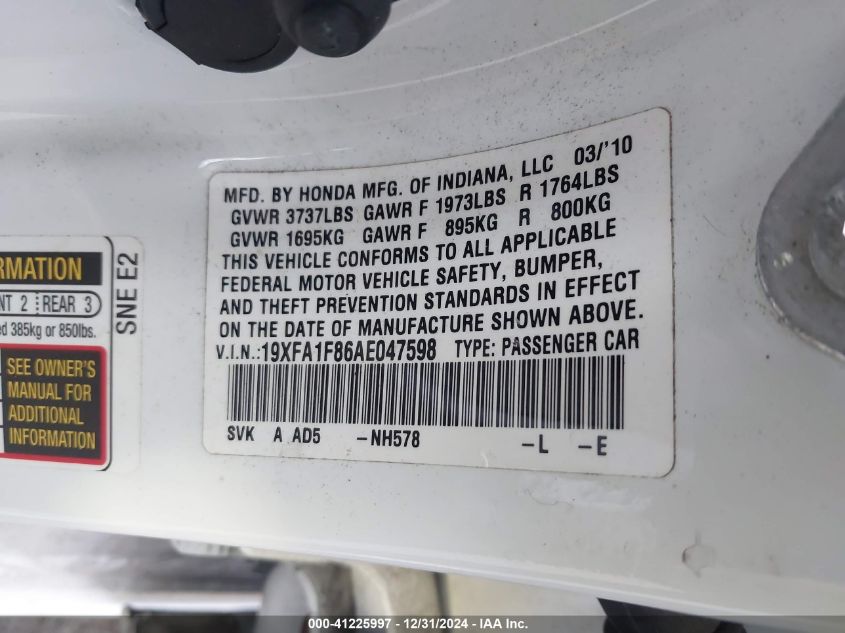 MFD. BY HONDA MFG. OF INDIANA, LLC 03/'10
GVWR 3737LBS GAWR F 1973LBS R 1764LBS
GVWR 1695KG GAWR F 895KG R 800KG
THIS VEHICLE CONFORMS TO ALL APPLICABLE
FEDERAL MOTOR VEHICLE SAFETY, BUMPER,
AND THEFT PREVENTION STANDARDS IN EFFECT
ON THE DATE OF MANUFACTURE SHOWN ABOVE.
V.I.N.:19XFA1F86AE047598 TYPE: PASSENGER CAR
SVK A AD5 -NH578 -L -E
SNE E2
2 REAR 3
385kg or 850lbs.
SEE OWNER'S
MANUAL FOR
ADDITIONAL
INFORMATION
000-41225997 - 12/31/2024 - IAA Inc.